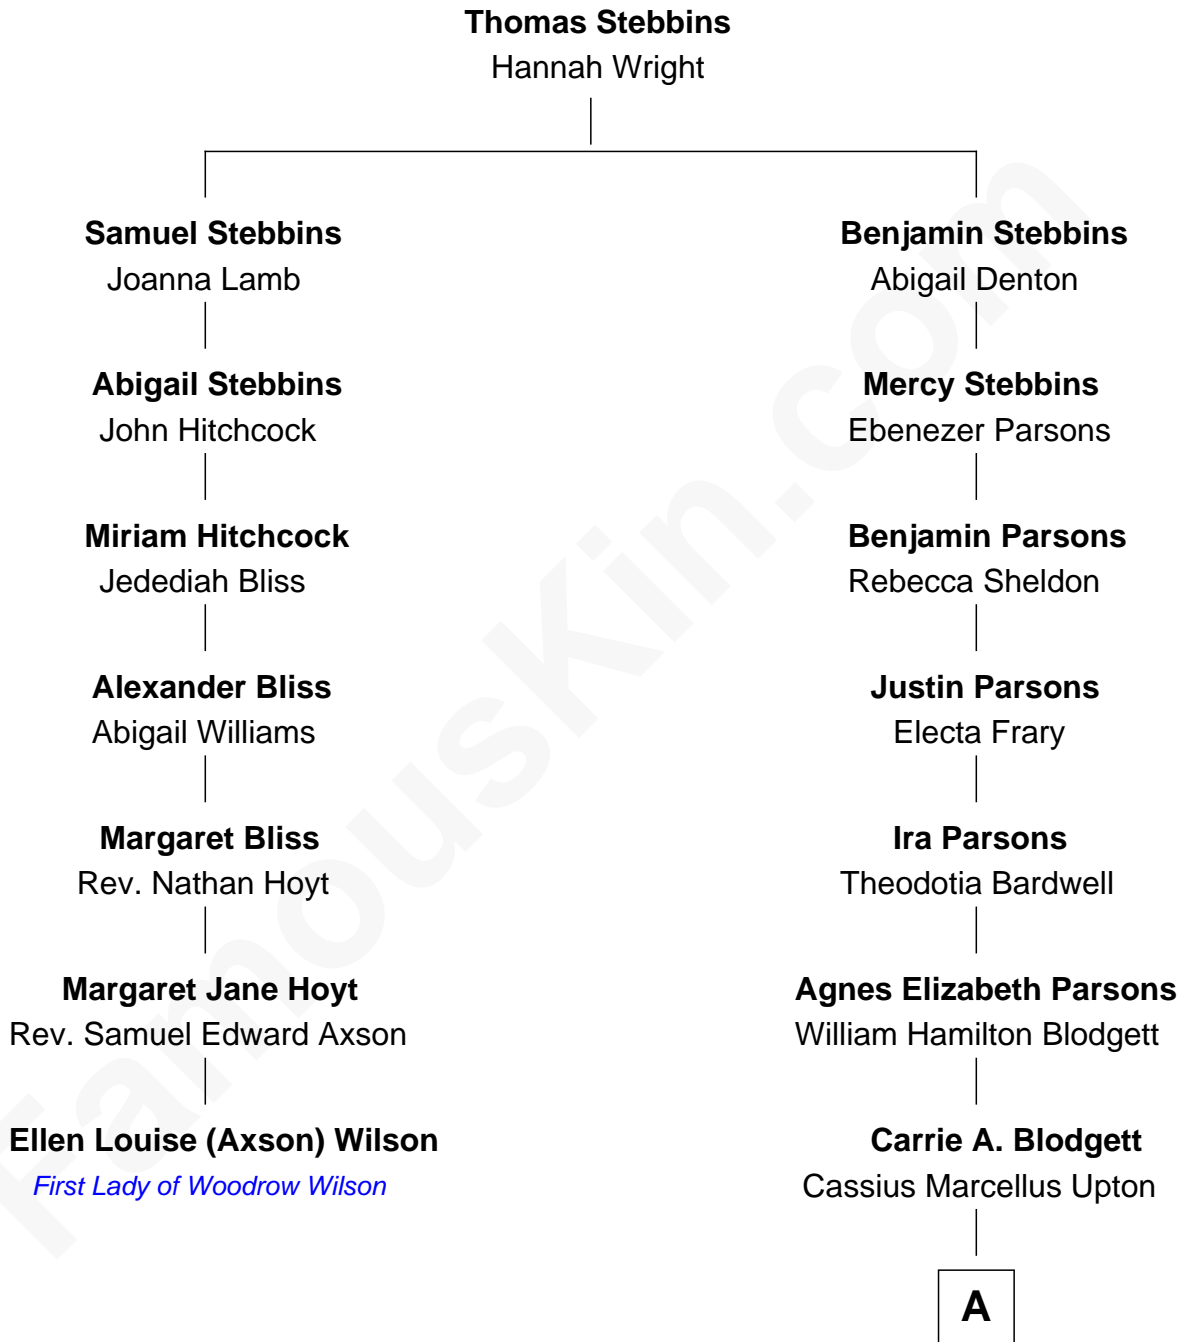 Thomas Stebbins
Hannah Wright
Samuel Stebbins
Joanna Lamb
Abigail Stebbins
John Hitchcock
Miriam Hitchcock
Jedediah Bliss
Alexander Bliss
Abigail Williams
Margaret Bliss
Rev. Nathan Hoyt
Margaret Jane Hoyt
Rev. Samuel Edward Axson
Ellen Louise (Axson) Wilson
First Lady of Woodrow Wilson
Benjamin Stebbins
Abigail Denton
Mercy Stebbins
Ebenezer Parsons
Benjamin Parsons
Rebecca Sheldon
Justin Parsons
Electa Frary
Ira Parsons
Theodotia Bardwell
Agnes Elizabeth Parsons
William Hamilton Blodgett
Carrie A. Blodgett
Cassius Marcellus Upton
A
FamousKin.com